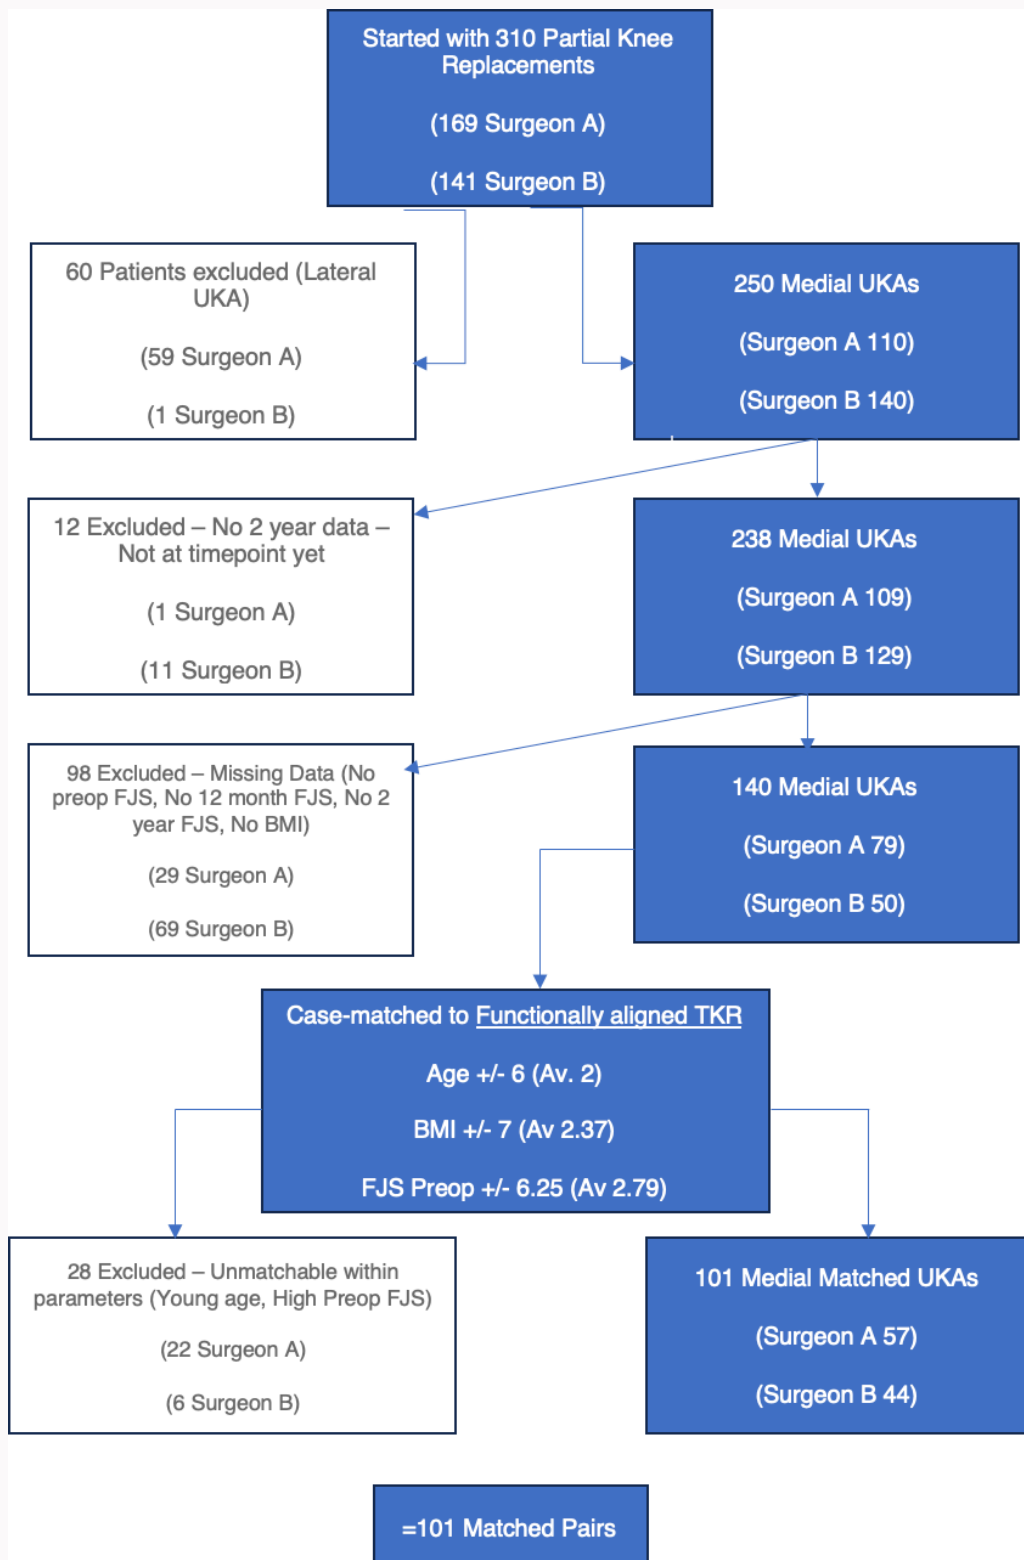 Started with 310 Partial Knee
Replacements
(169 Surgeon A)
(141 Surgeon B)
60 Patients excluded (Lateral
UKA)
(59 Surgeon A)
(1 Surgeon B)
250 Medial UKAs
(Surgeon A 110)
(Surgeon B 140)
12 Excluded – No 2 year data –
Not at timepoint yet
(1 Surgeon A)
(11 Surgeon B)
238 Medial UKAs
(Surgeon A 109)
(Surgeon B 129)
98 Excluded – Missing Data (No
preop FJS, No 12 month FJS, No 2
year FJS, No BMI)
(29 Surgeon A)
(69 Surgeon B)
140 Medial UKAs
(Surgeon A 79)
(Surgeon B 50)
Case-matched to Functionally aligned TKR
Age +/- 6 (Av. 2)
BMI +/- 7 (Av 2.37)
FJS Preop +/- 6.25 (Av 2.79)
28 Excluded – Unmatchable within
parameters (Young age, High Preop FJS)
(22 Surgeon A)
(6 Surgeon B)
101 Medial Matched UKAs
(Surgeon A 57)
(Surgeon B 44)
=101 Matched Pairs